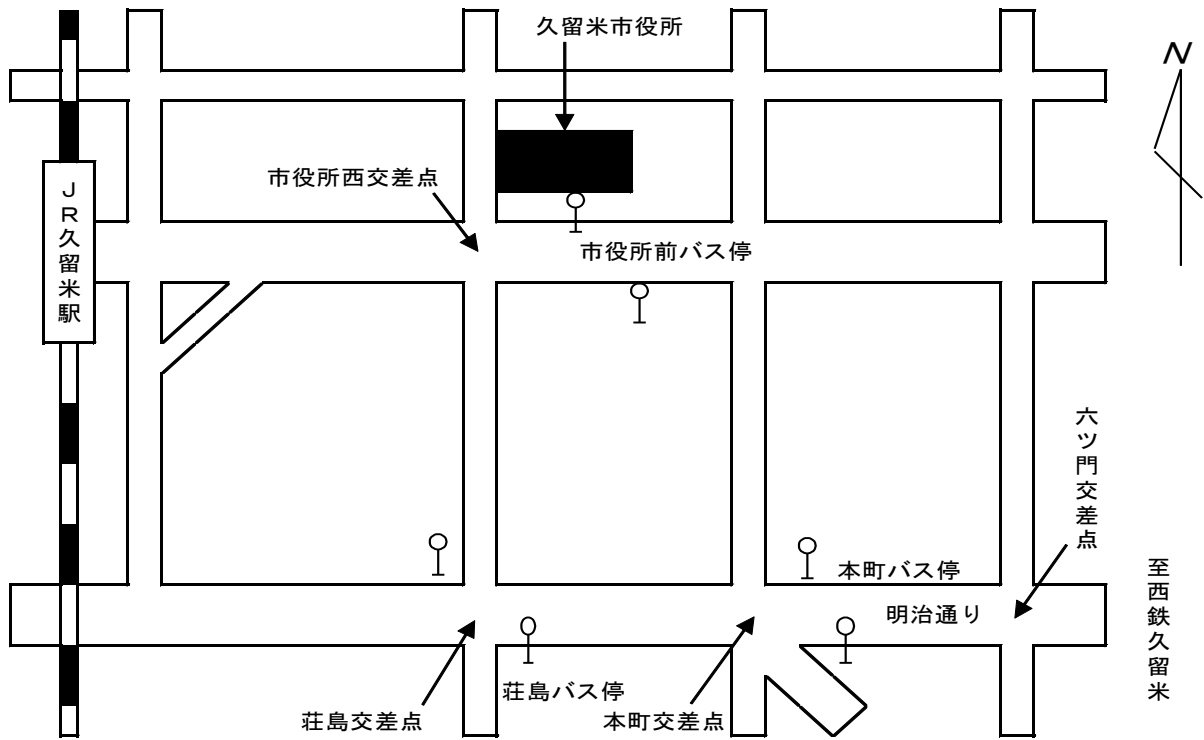 久留米市役所
N
市役所西交差点
JR久留米駅
市役所前バス停
六ツ門交差点
本町バス停
至西鉄久留米
明治通り
荘島バス停
荘島交差点
本町交差点